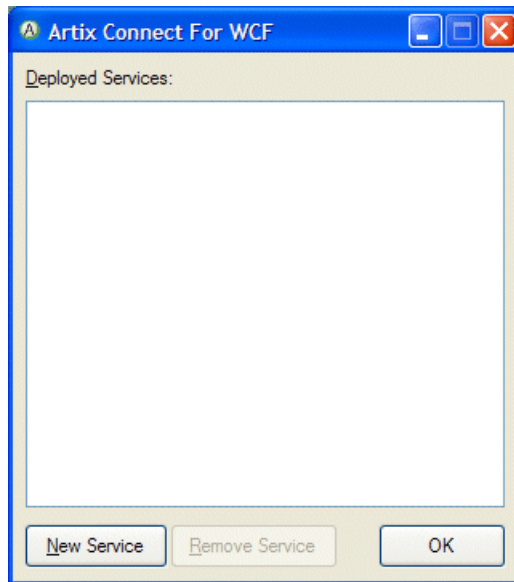 Artix Connect For WCF
Deployed Services:
New Service
Remove Service
OK